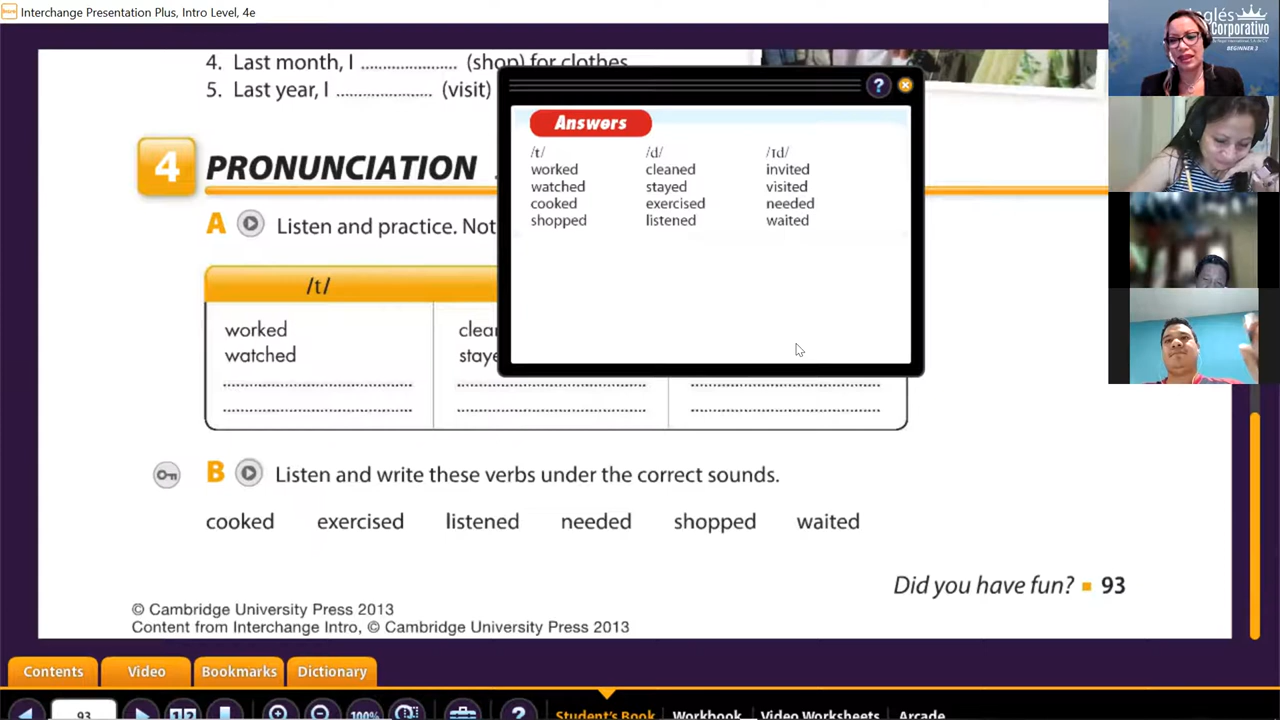 Interchange Presentation Plus, Intro Level, 4e
4. Last month, I ...................... (shop) for clothes
5. Last year, I ...................... (visit)
4 PRONUNCIATION
A Listen and practice. Not
/t/
worked
watched
clea
staye
?
Answers
/t/ /d/ /ɪd/
worked cleaned invited
watched stayed visited
cooked exercised needed
shopped listened waited
B Listen and write these verbs under the correct sounds.
cooked exercised listened needed shopped waited
Did you have fun? 93
© Cambridge University Press 2013
Content from Interchange Intro, © Cambridge University Press 2013
Contents Video Bookmarks Dictionary
93 1 2 100% ?
Student's Book Workbook Video Worksheets Arcade
Inglés
Corporativo
BEGINNER 3